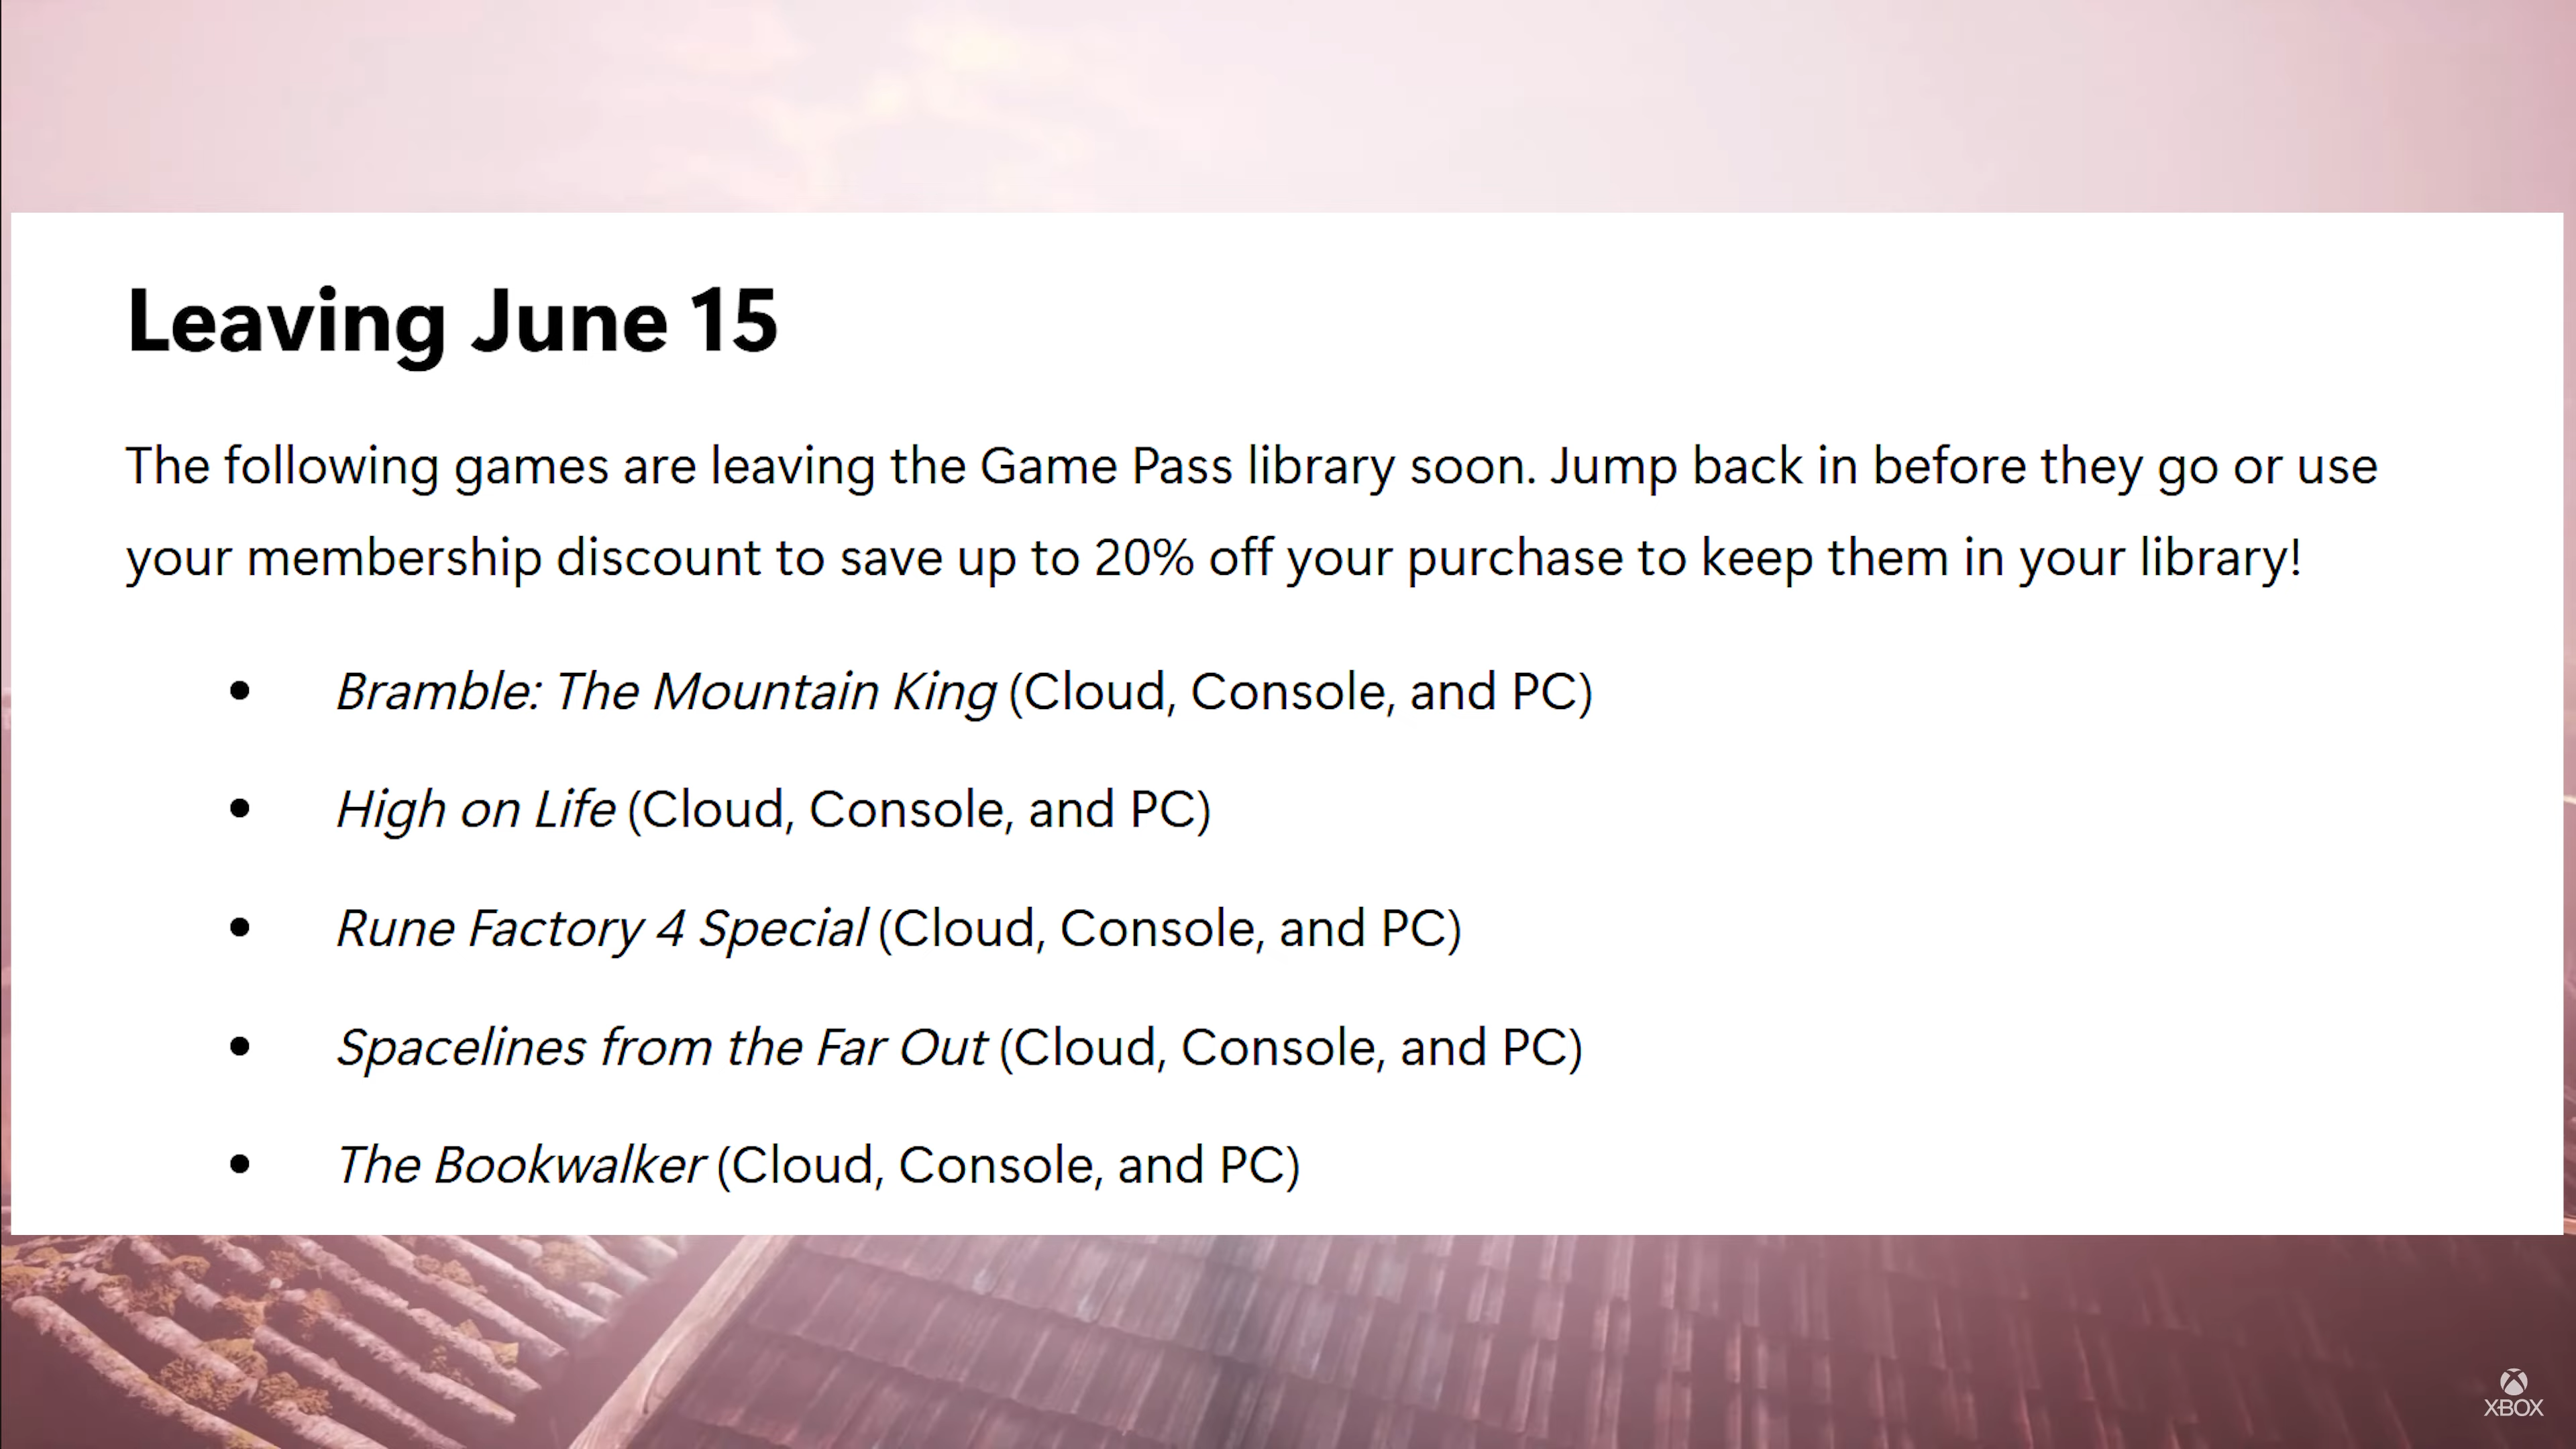 Leaving June 15
The following games are leaving the Game Pass library soon. Jump back in before they go or use
your membership discount to save up to 20% off your purchase to keep them in your library!
• Bramble: The Mountain King (Cloud, Console, and PC)
• High on Life (Cloud, Console, and PC)
• Rune Factory 4 Special (Cloud, Console, and PC)
• Spacelines from the Far Out (Cloud, Console, and PC)
• The Bookwalker (Cloud, Console, and PC)
XBOX